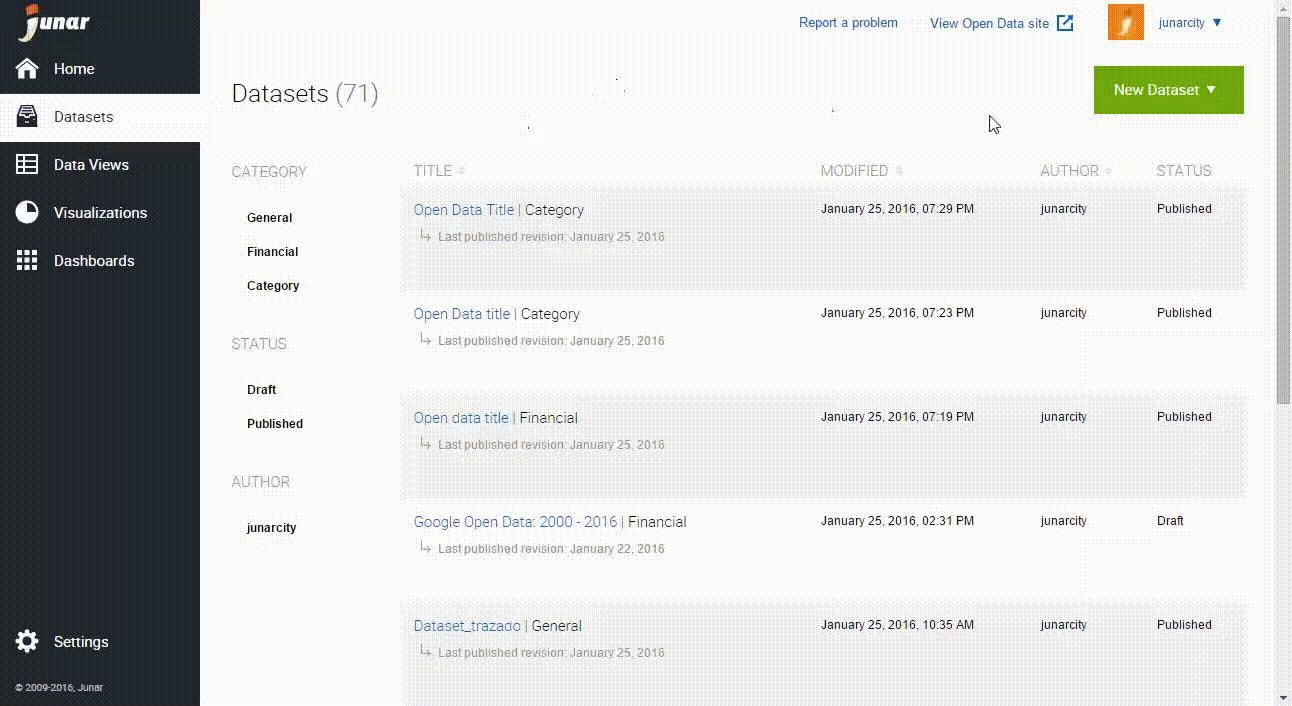 junar
Report a problem
View Open Data site
junarcity
Home
Datasets
Data Views
Visualizations
Dashboards
Settings
© 2009-2016, Junar
Datasets (71)
New Dataset
CATEGORY
General
Financial
Category
STATUS
Draft
Published
AUTHOR
junarcity
TITLE MODIFIED AUTHOR STATUS
Open Data Title | Category January 25, 2016, 07:29 PM junarcity Published
Last published revision: January 25, 2016
Open Data title | Category January 25, 2016, 07:23 PM junarcity Published
Last published revision: January 25, 2016
Open data title | Financial January 25, 2016, 07:19 PM junarcity Published
Last published revision: January 25, 2016
Google Open Data: 2000 - 2016 | Financial January 25, 2016, 02:31 PM junarcity Draft
Last published revision: January 22, 2016
Dataset_trazado | General January 25, 2016, 10:35 AM junarcity Published
Last published revision: January 25, 2016